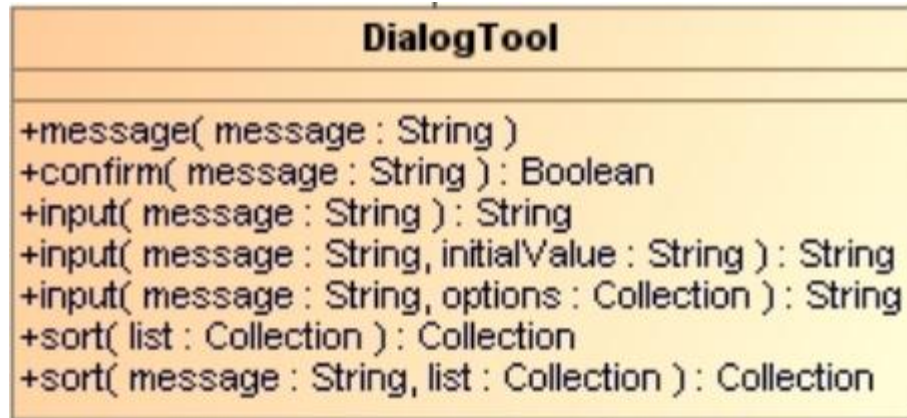 DialogTool
+message( message : String )
+confirm( message : String ) : Boolean
+input( message : String ) : String
+input( message : String, initialValue : String ) : String
+input( message : String, options : Collection ) : String
+sort( list : Collection ) : Collection
+sort( message : String, list : Collection ) : Collection